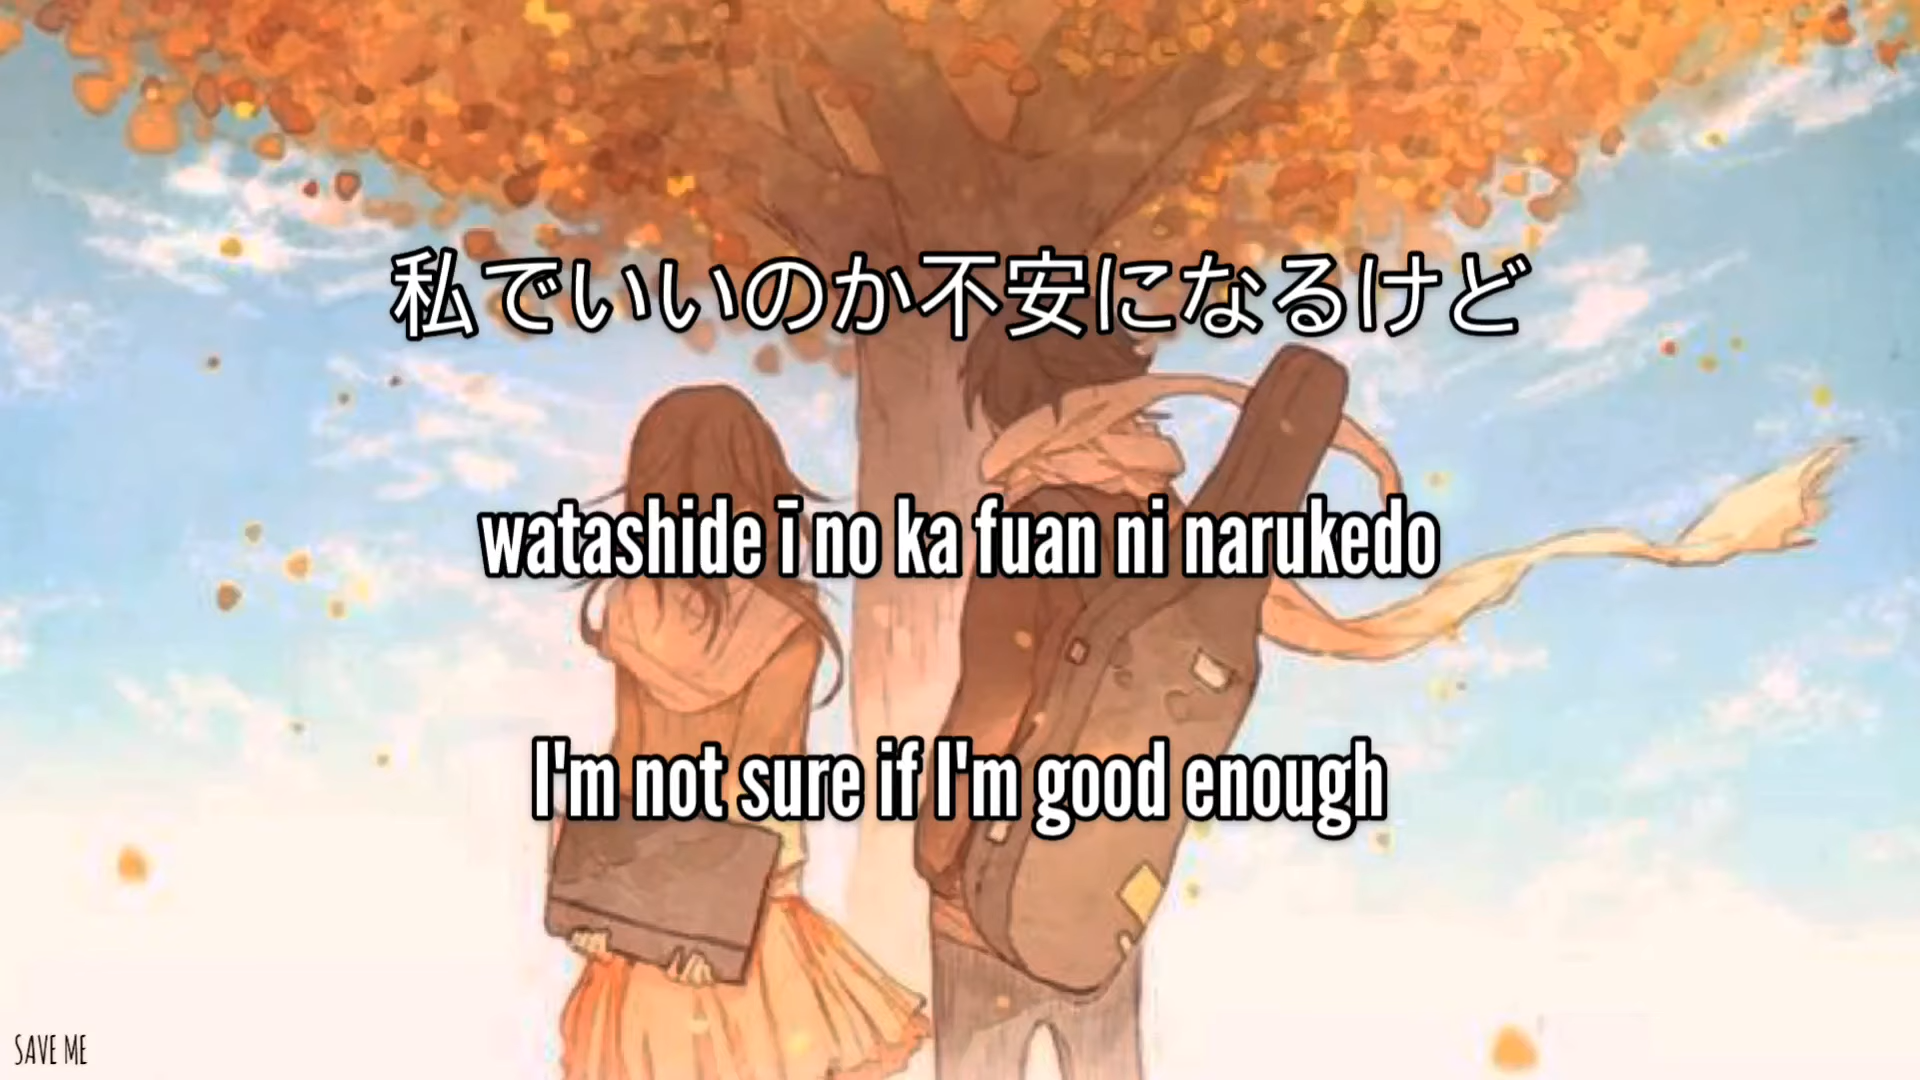 私でいいのか不安になるけど
watashide ī no ka fuan ni narukedo
I'm not sure if I'm good enough
SAVE ME